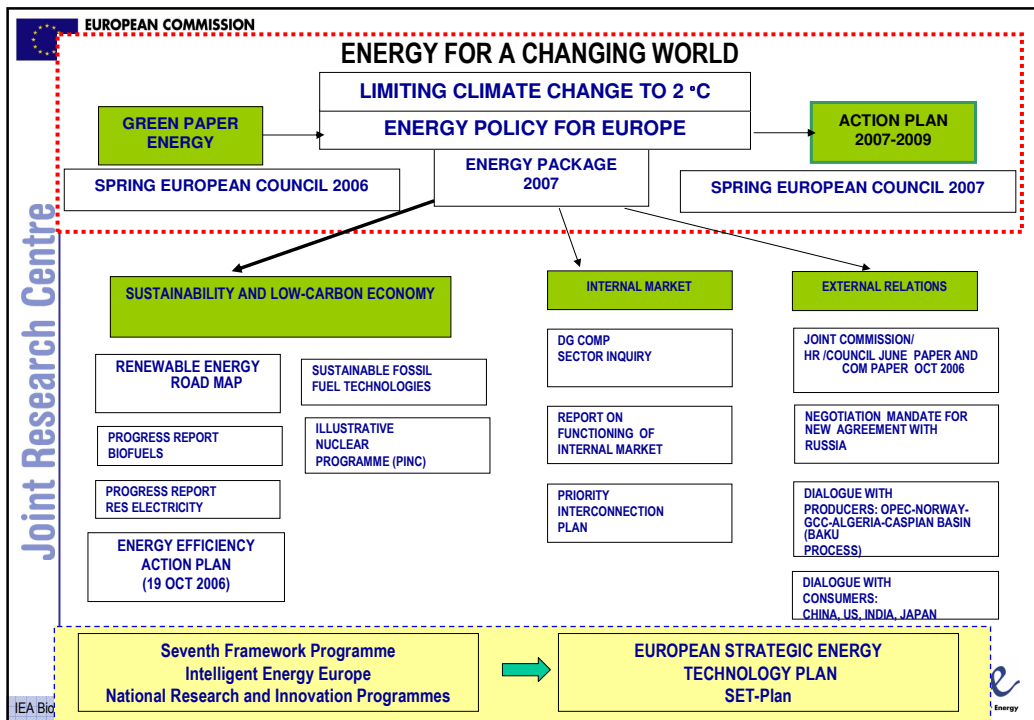 EUROPEAN COMMISSION
ENERGY FOR A CHANGING WORLD
LIMITING CLIMATE CHANGE TO 2 °C
GREEN PAPER
ENERGY
ENERGY POLICY FOR EUROPE
ACTION PLAN
2007-2009
ENERGY PACKAGE
2007
SPRING EUROPEAN COUNCIL 2006
SPRING EUROPEAN COUNCIL 2007
Joint Research Centre
SUSTAINABILITY AND LOW-CARBON ECONOMY
RENEWABLE ENERGY
ROAD MAP
PROGRESS REPORT
BIOFUELS
PROGRESS REPORT
RES ELECTRICITY
ENERGY EFFICIENCY
ACTION PLAN
(19 OCT 2006)
SUSTAINABLE FOSSIL
FUEL TECHNOLOGIES
ILLUSTRATIVE
NUCLEAR
PROGRAMME (PINC)
INTERNAL MARKET
DG COMP
SECTOR INQUIRY
REPORT ON
FUNCTIONING OF
INTERNAL MARKET
PRIORITY
INTERCONNECTION
PLAN
EXTERNAL RELATIONS
JOINT COMMISSION/
HR /COUNCIL JUNE PAPER AND
COM PAPER OCT 2006
NEGOTIATION MANDATE FOR
NEW AGREEMENT WITH
RUSSIA
DIALOGUE WITH
PRODUCERS: OPEC-NORWAY-
GCC-ALGERIA-CASPIAN BASIN
(BAKU
PROCESS)
DIALOGUE WITH
CONSUMERS:
CHINA, US, INDIA, JAPAN
Seventh Framework Programme
Intelligent Energy Europe
National Research and Innovation Programmes
EUROPEAN STRATEGIC ENERGY
TECHNOLOGY PLAN
SET-Plan
IEA Bio
e
Energy